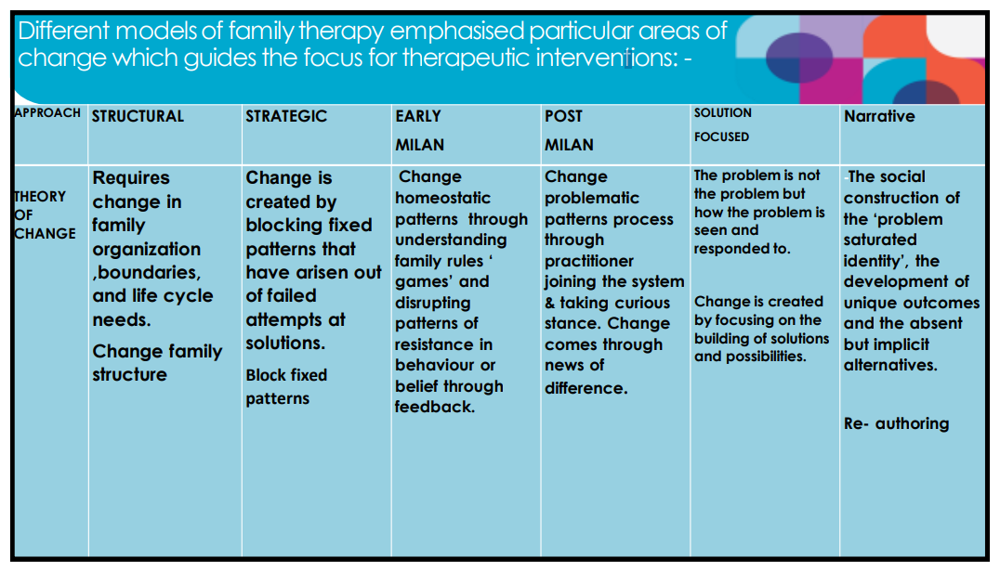 Different models of family therapy emphasised particular areas of
change which guides the focus for therapeutic interventions: -
APPROACH
STRUCTURAL
STRATEGIC
EARLY
MILAN
POST
MILAN
SOLUTION
FOCUSED
Narrative
THEORY
OF
CHANGE
Requires
change in
family
organization
,boundaries,
and life cycle
needs.
Change family
structure
Change is
created by
blocking fixed
patterns that
have arisen out
of failed
attempts at
solutions.
Block fixed
patterns
Change
homeostatic
patterns through
understanding
family rules ‘
games’ and
disrupting
patterns of
resistance in
behaviour or
belief through
feedback.
Change
problematic
patterns process
through
practitioner
joining the system
& taking curious
stance. Change
comes through
news of
difference.
The problem is not
the problem but
how the problem is
seen and
responded to.
Change is created
by focusing on the
building of solutions
and possibilities.
-The social
construction of
the ‘problem
saturated
identity’, the
development of
unique outcomes
and the absent
but implicit
alternatives.
Re- authoring